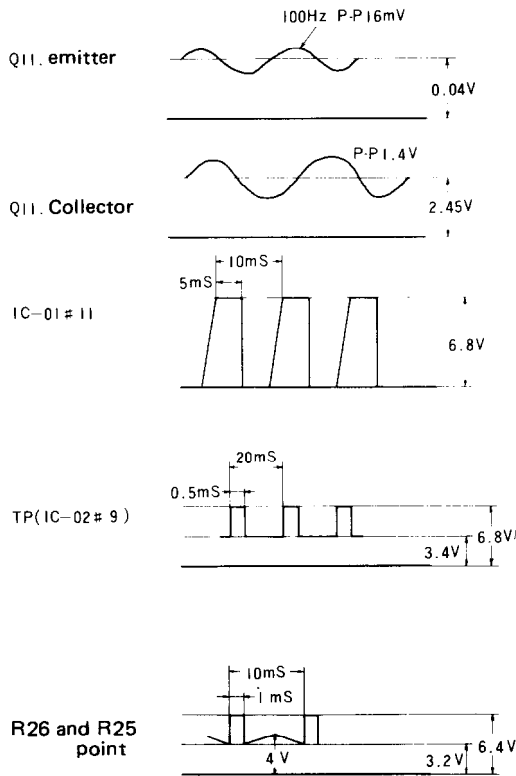 100Hz P-P16mV
Q11. emitter
0.04V
P-P1.4V
Q11. Collector
2.45V
10mS
5mS
IC-01#11
6.8V
20mS
0.5mS
TP(IC-02#9)
6.8V
3.4V
10mS
1mS
R26 and R25
point
4V
3.2V
6.4V